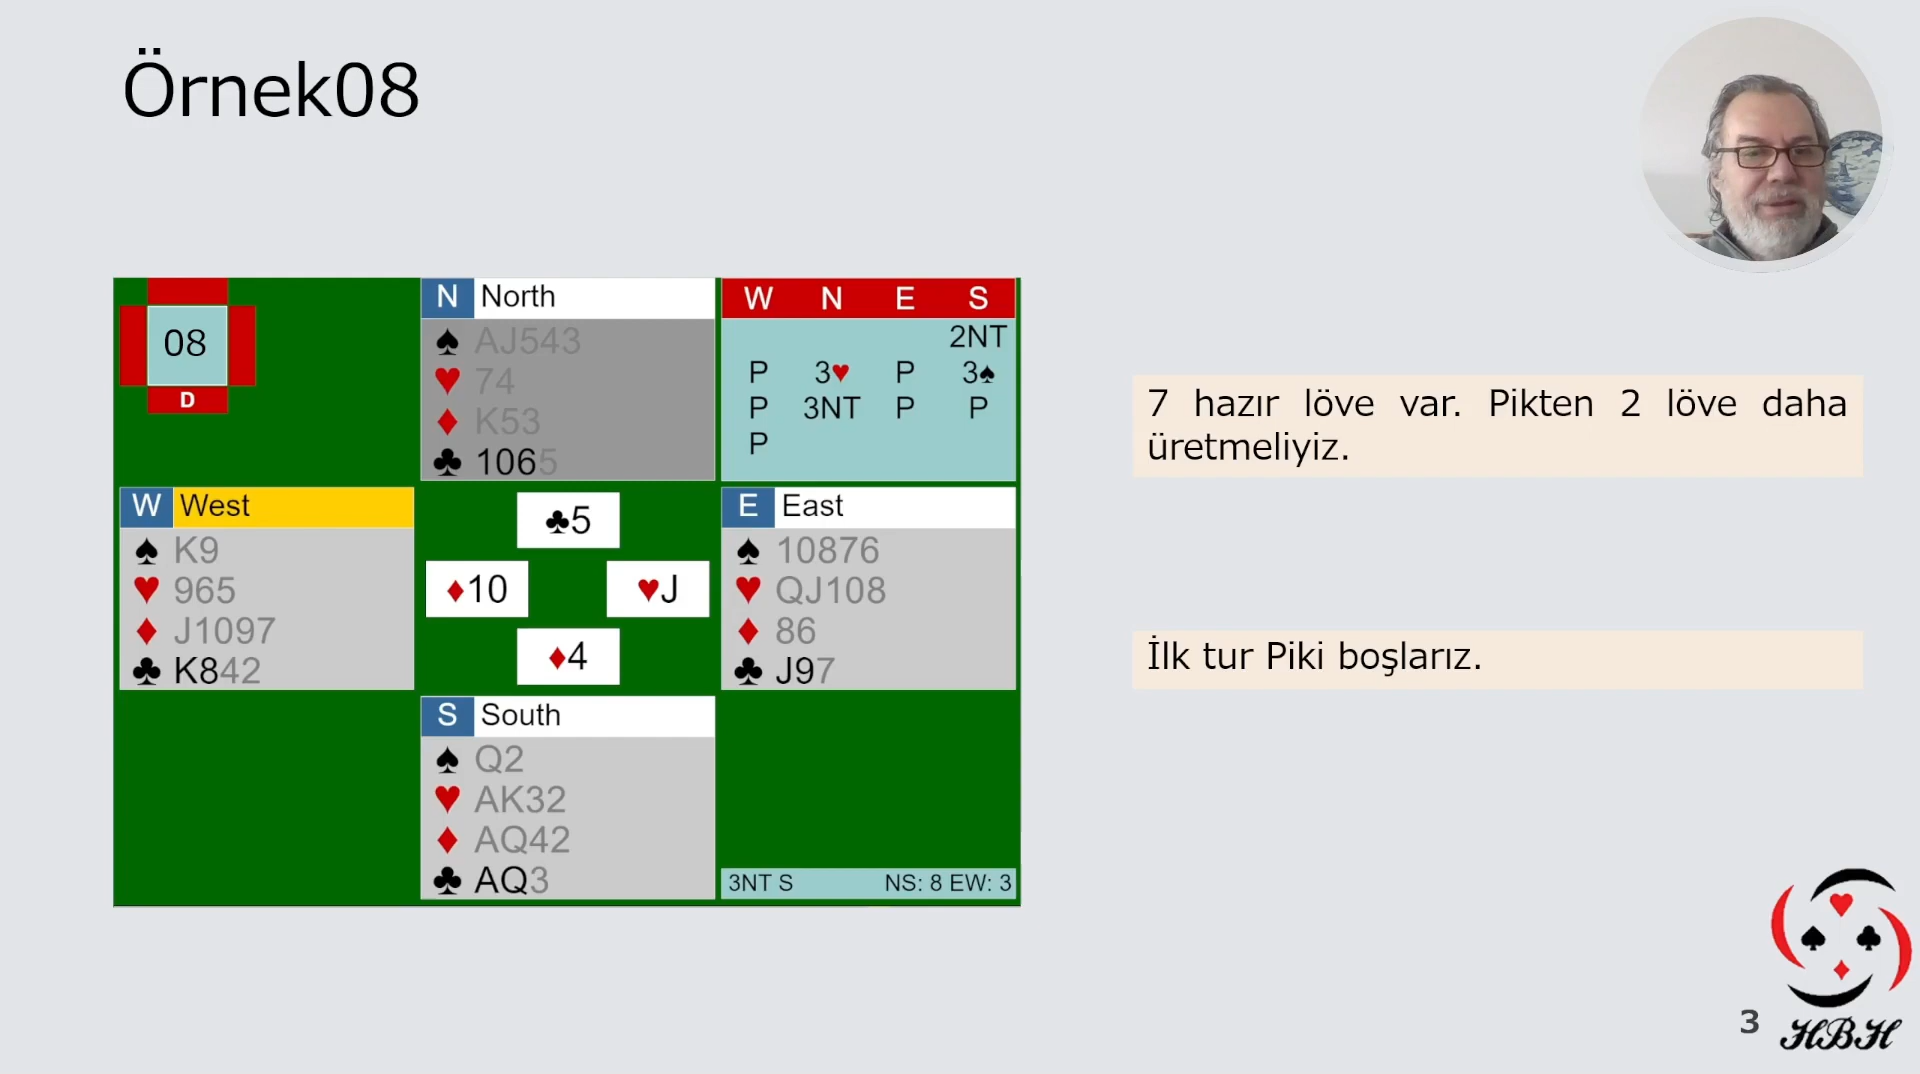 Örnek08
08
D
N North
♠ AJ543
♥ 74
♦ K53
♣ 1065
W N E S
2NT
P 3♥ P 3♠
P 3NT P P
P
W West
♠ K9
♥ 965
♦ J1097
♣ K842
♣5
♦10
♥J
♦4
E East
♠ 10876
♥ QJ108
♦ 86
♣ J97
S South
♠ Q2
♥ AK32
♦ AQ42
♣ AQ3
3NT S NS: 8 EW: 3
7 hazır löve var. Pikten 2 löve daha
üretmeliyiz.
İlk tur Piki boşlarız.
3
HBH